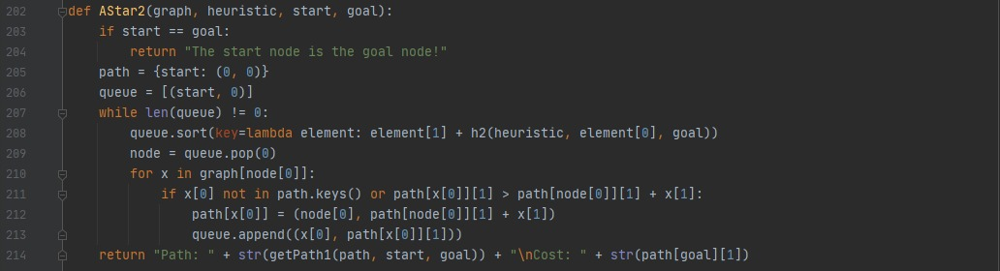 202 def AStar2(graph, heuristic, start, goal):
203     if start == goal:
204         return "The start node is the goal node!"
205     path = {start: (0, 0)}
206     queue = [(start, 0)]
207     while len(queue) != 0:
208         queue.sort(key=lambda element: element[1] + h2(heuristic, element[0], goal))
209         node = queue.pop(0)
210         for x in graph[node[0]]:
211             if x[0] not in path.keys() or path[x[0]][1] > path[node[0]][1] + x[1]:
212                 path[x[0]] = (node[0], path[node[0]][1] + x[1])
213                 queue.append((x[0], path[x[0]][1]))
214     return "Path: " + str(getPath1(path, start, goal)) + "\nCost: " + str(path[goal][1])